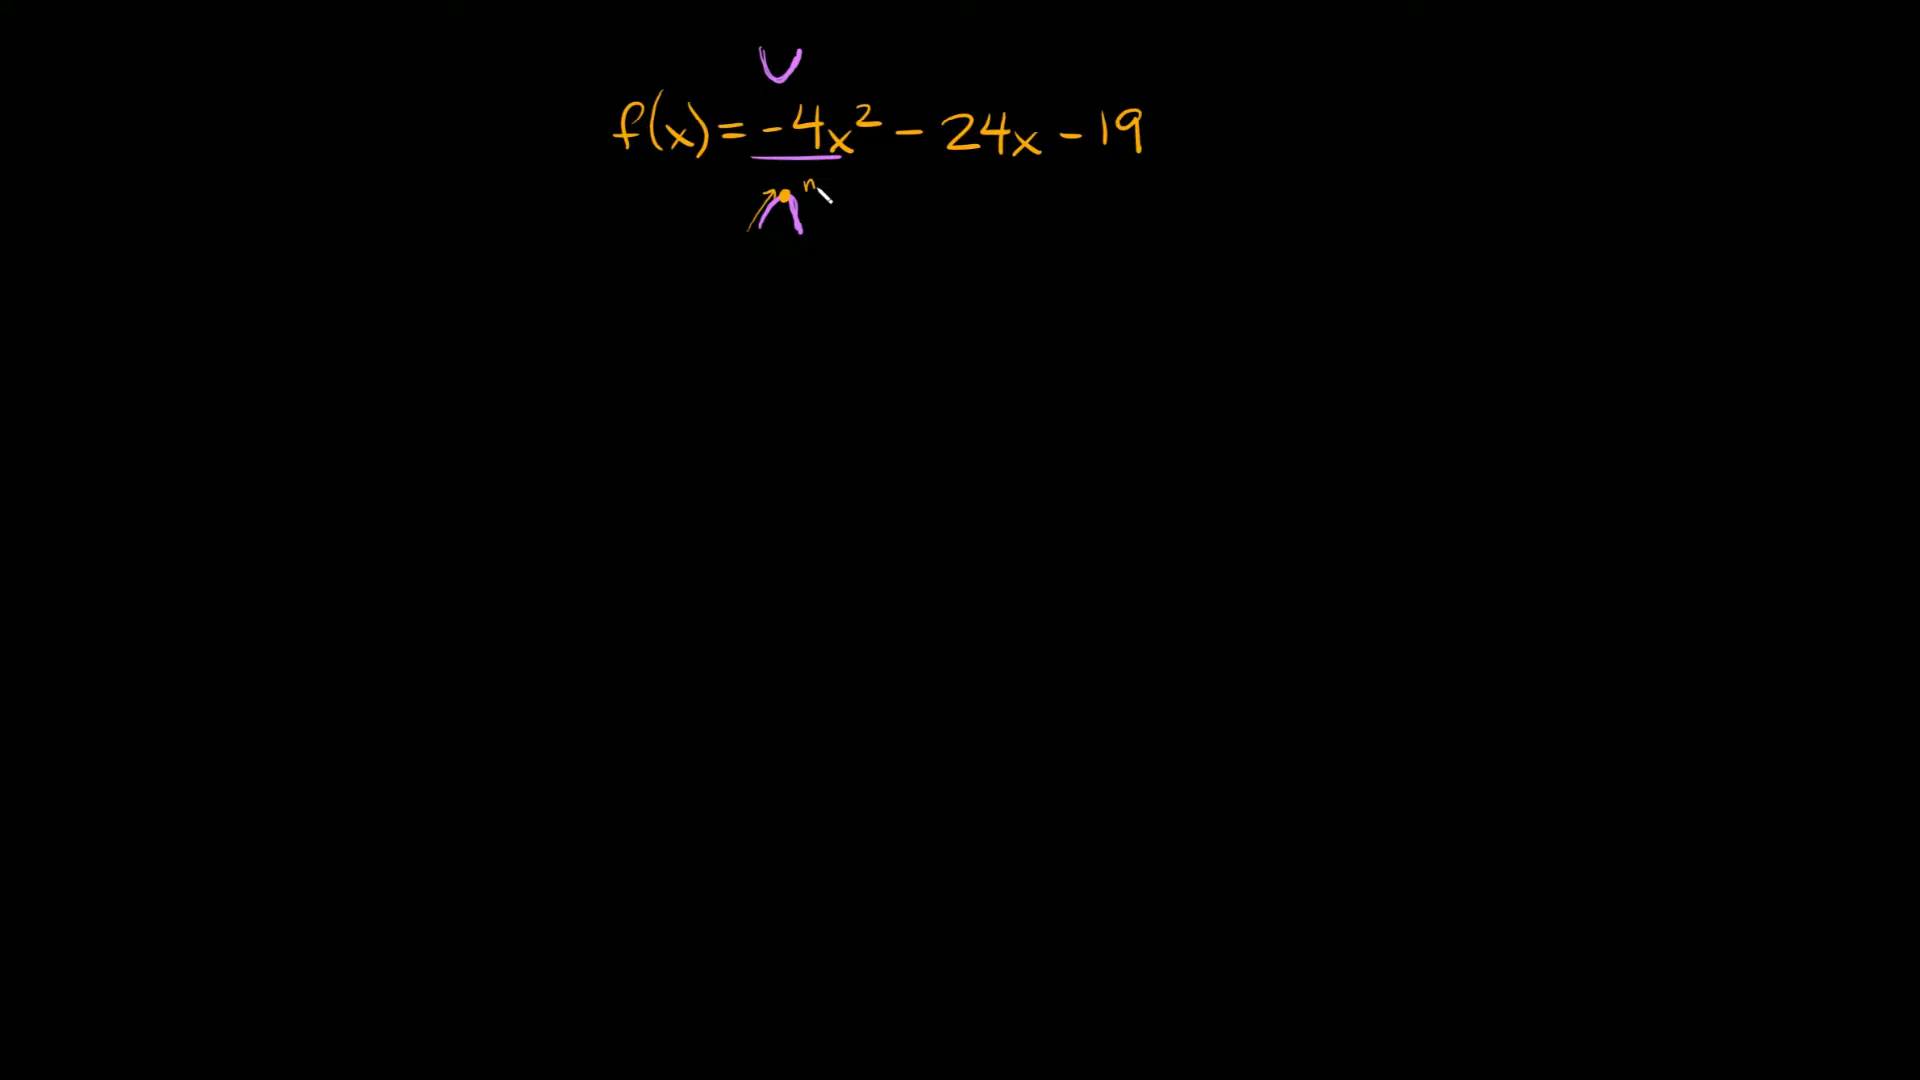 f(x) = -4x² - 24x - 19